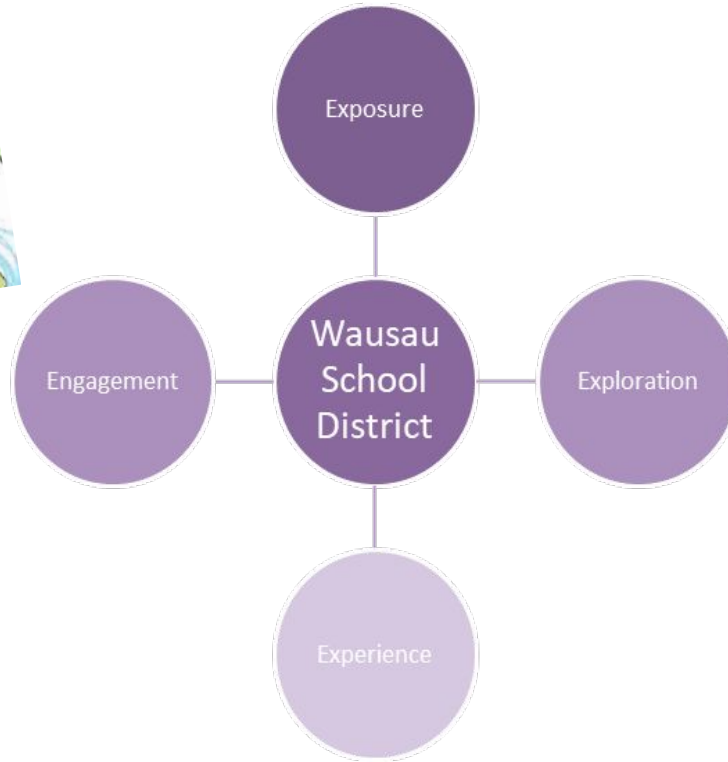 Exposure
Engagement
Wausau
School
District
Exploration
Experience